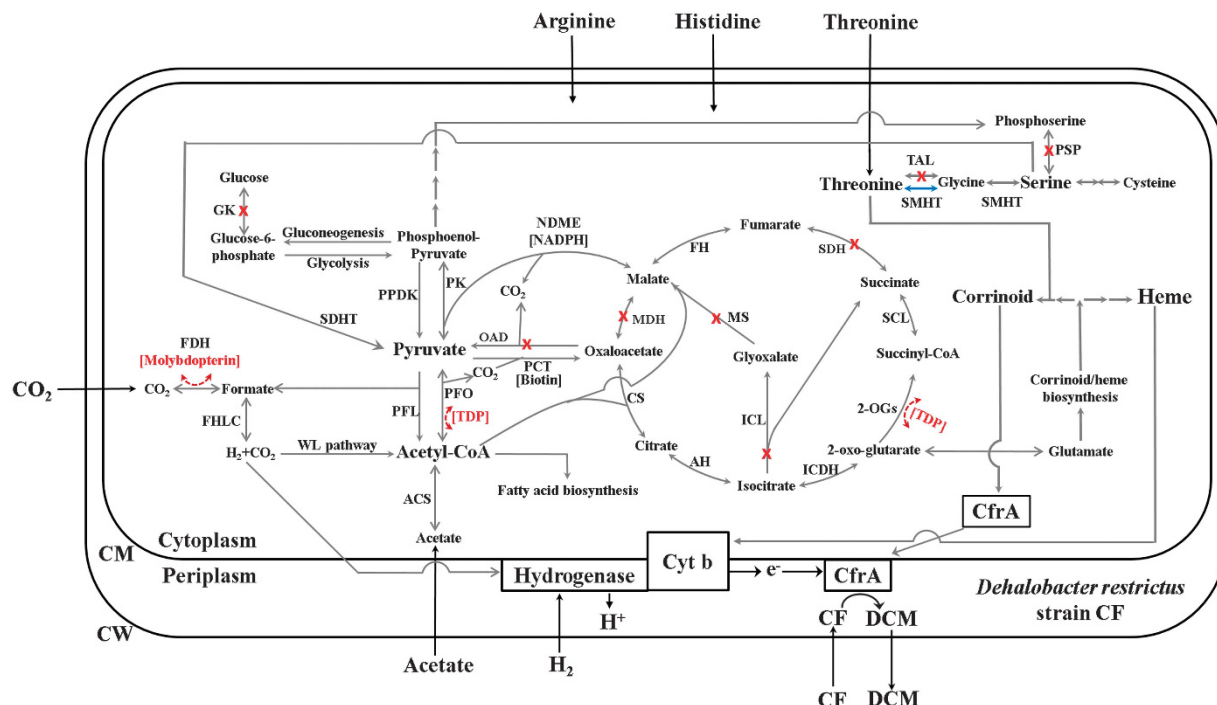 Arginine Histidine Threonine
Phosphoserine
PSP
TAL
Threonine Glycine Serine Cysteine
SMHT SMHT
Glucose
GK
Glucose-6-
phosphate
Gluconeogenesis
Glycolysis
Phosphoenol-
Pyruvate
NDME
[NADPH]
Fumarate
FH SDH
Malate Succinate
PPDK PK
CO2
SDHT
MDH MS
SCL
Corrinoid Heme
OAD
Pyruvate Oxaloacetate Glyoxalate
Succinyl-CoA
PCT
[Biotin]
CO2
FDH
[Molybdopterin]
CO2 CO2 Formate
PFL PFO
[TDP]
CS ICL
2-OGs
[TDP]
Corrinoid/heme
biosynthesis
FHLC
H2+CO2 WL pathway Acetyl-CoA
Citrate
AH
Isocitrate
ICDH
2-oxo-glutarate Glutamate
Fatty acid biosynthesis
ACS
Acetate
CfrA
CM Cytoplasm
Periplasm
Hydrogenase Cyt b e- CfrA
Dehalobacter restrictus
strain CF
CW
H+
CF DCM
Acetate H2
CF DCM